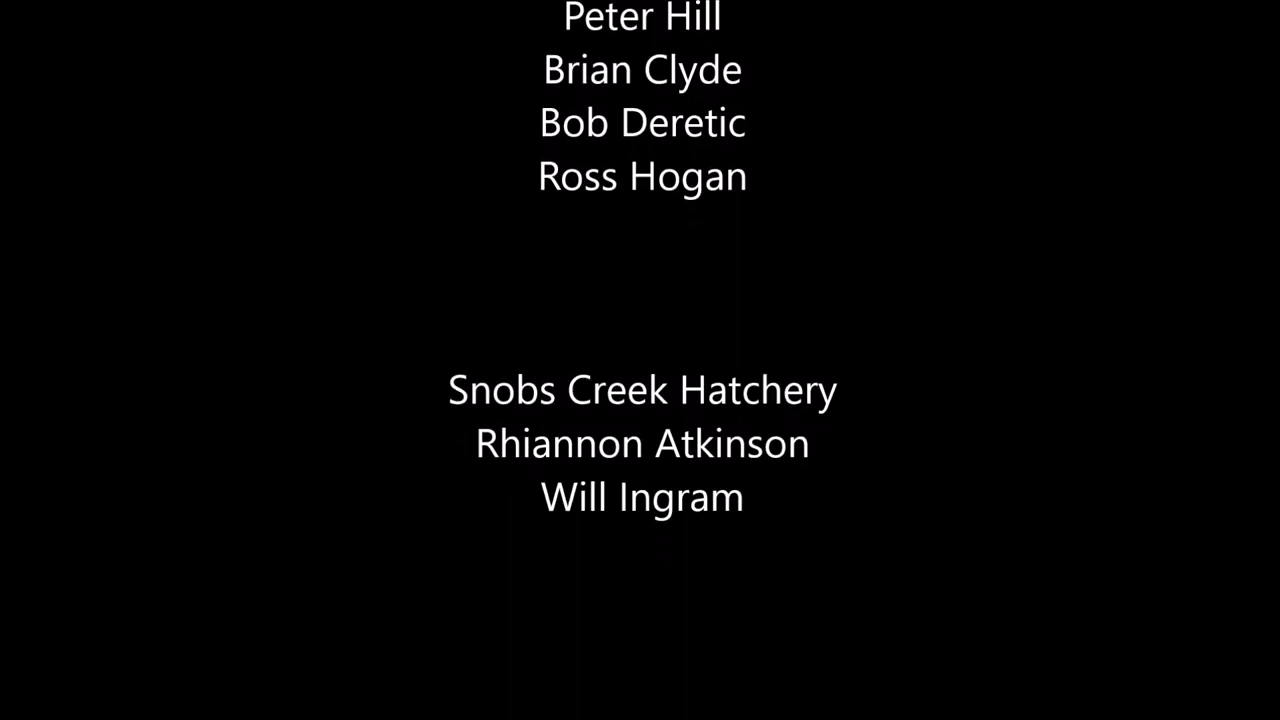 Peter Hill
Brian Clyde
Bob Deretic
Ross Hogan
Snobs Creek Hatchery
Rhiannon Atkinson
Will Ingram